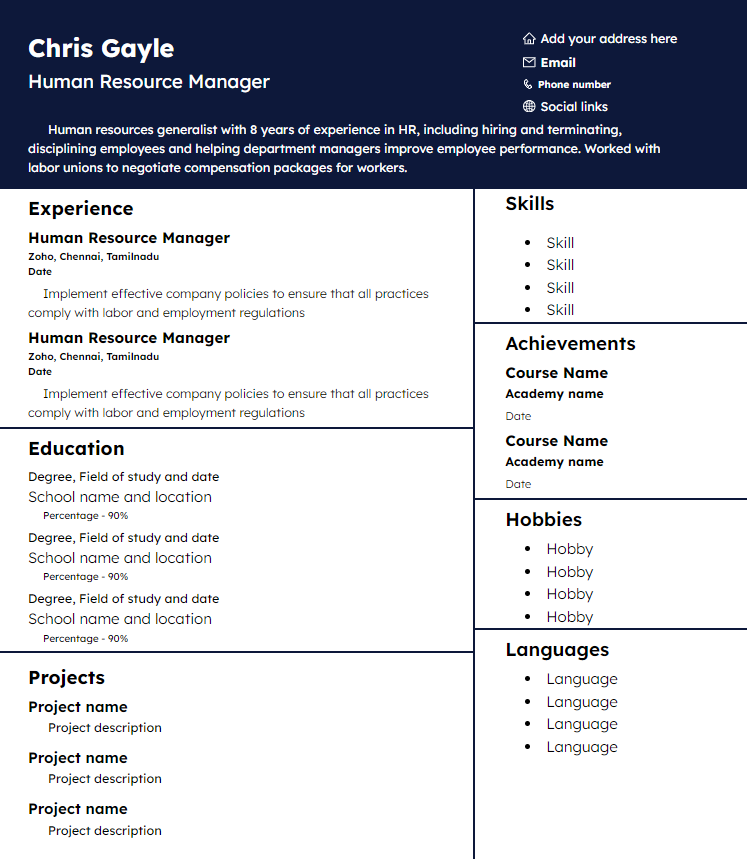 Chris Gayle
Human Resource Manager
Add your address here
Email
Phone number
Social links
Human resources generalist with 8 years of experience in HR, including hiring and terminating,
disciplining employees and helping department managers improve employee performance. Worked with
labor unions to negotiate compensation packages for workers.
Experience
Human Resource Manager
Zoho, Chennai, Tamilnadu
Date
Implement effective company policies to ensure that all practices
comply with labor and employment regulations
Human Resource Manager
Zoho, Chennai, Tamilnadu
Date
Implement effective company policies to ensure that all practices
comply with labor and employment regulations
Education
Degree, Field of study and date
School name and location
Percentage - 90%
Degree, Field of study and date
School name and location
Percentage - 90%
Degree, Field of study and date
School name and location
Percentage - 90%
Projects
Project name
Project description
Project name
Project description
Project name
Project description
Skills
• Skill
• Skill
• Skill
• Skill
Achievements
Course Name
Academy name
Date
Course Name
Academy name
Date
Hobbies
• Hobby
• Hobby
• Hobby
• Hobby
Languages
• Language
• Language
• Language
• Language